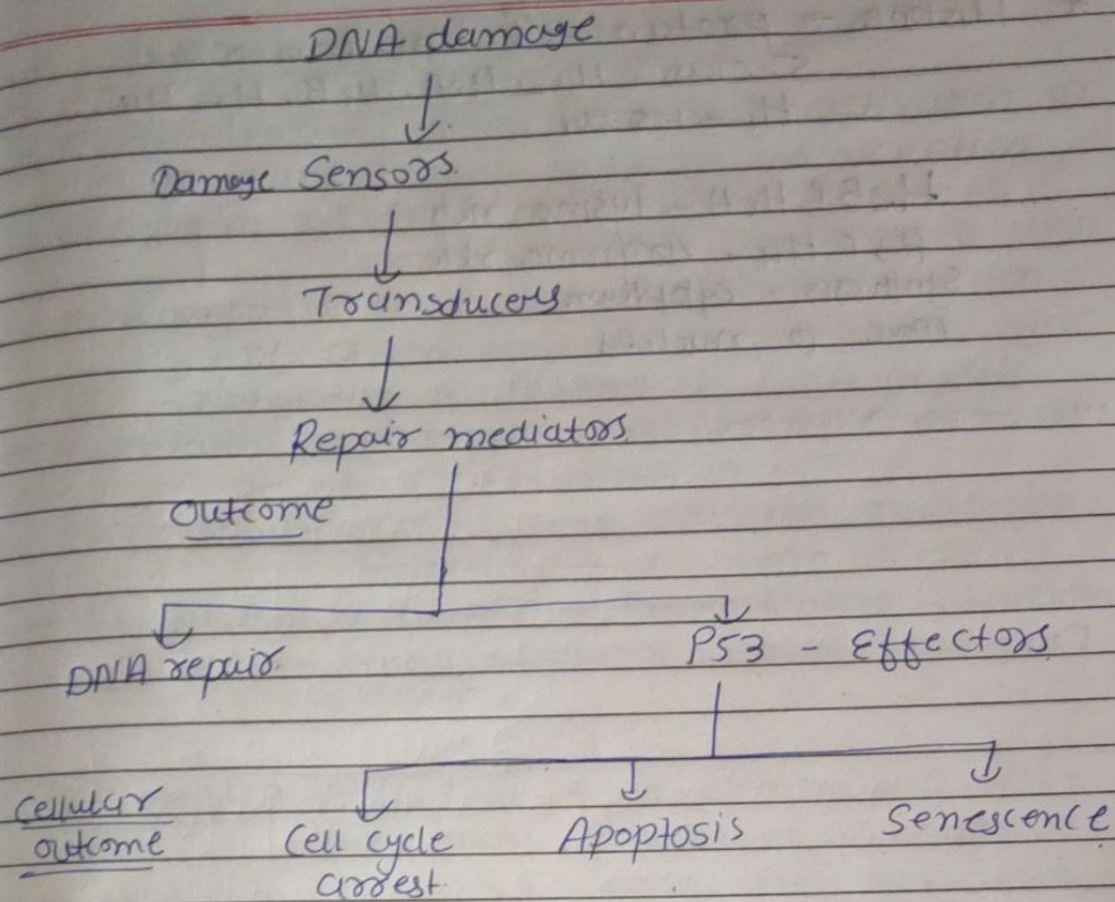 DNA damage
Damage Sensors.
Transducers
Repair mediators
Outcome
DNA repair.
P53 - Effectors
Cellular
outcome
Cell cycle
arrest.
Apoptosis
Senescence